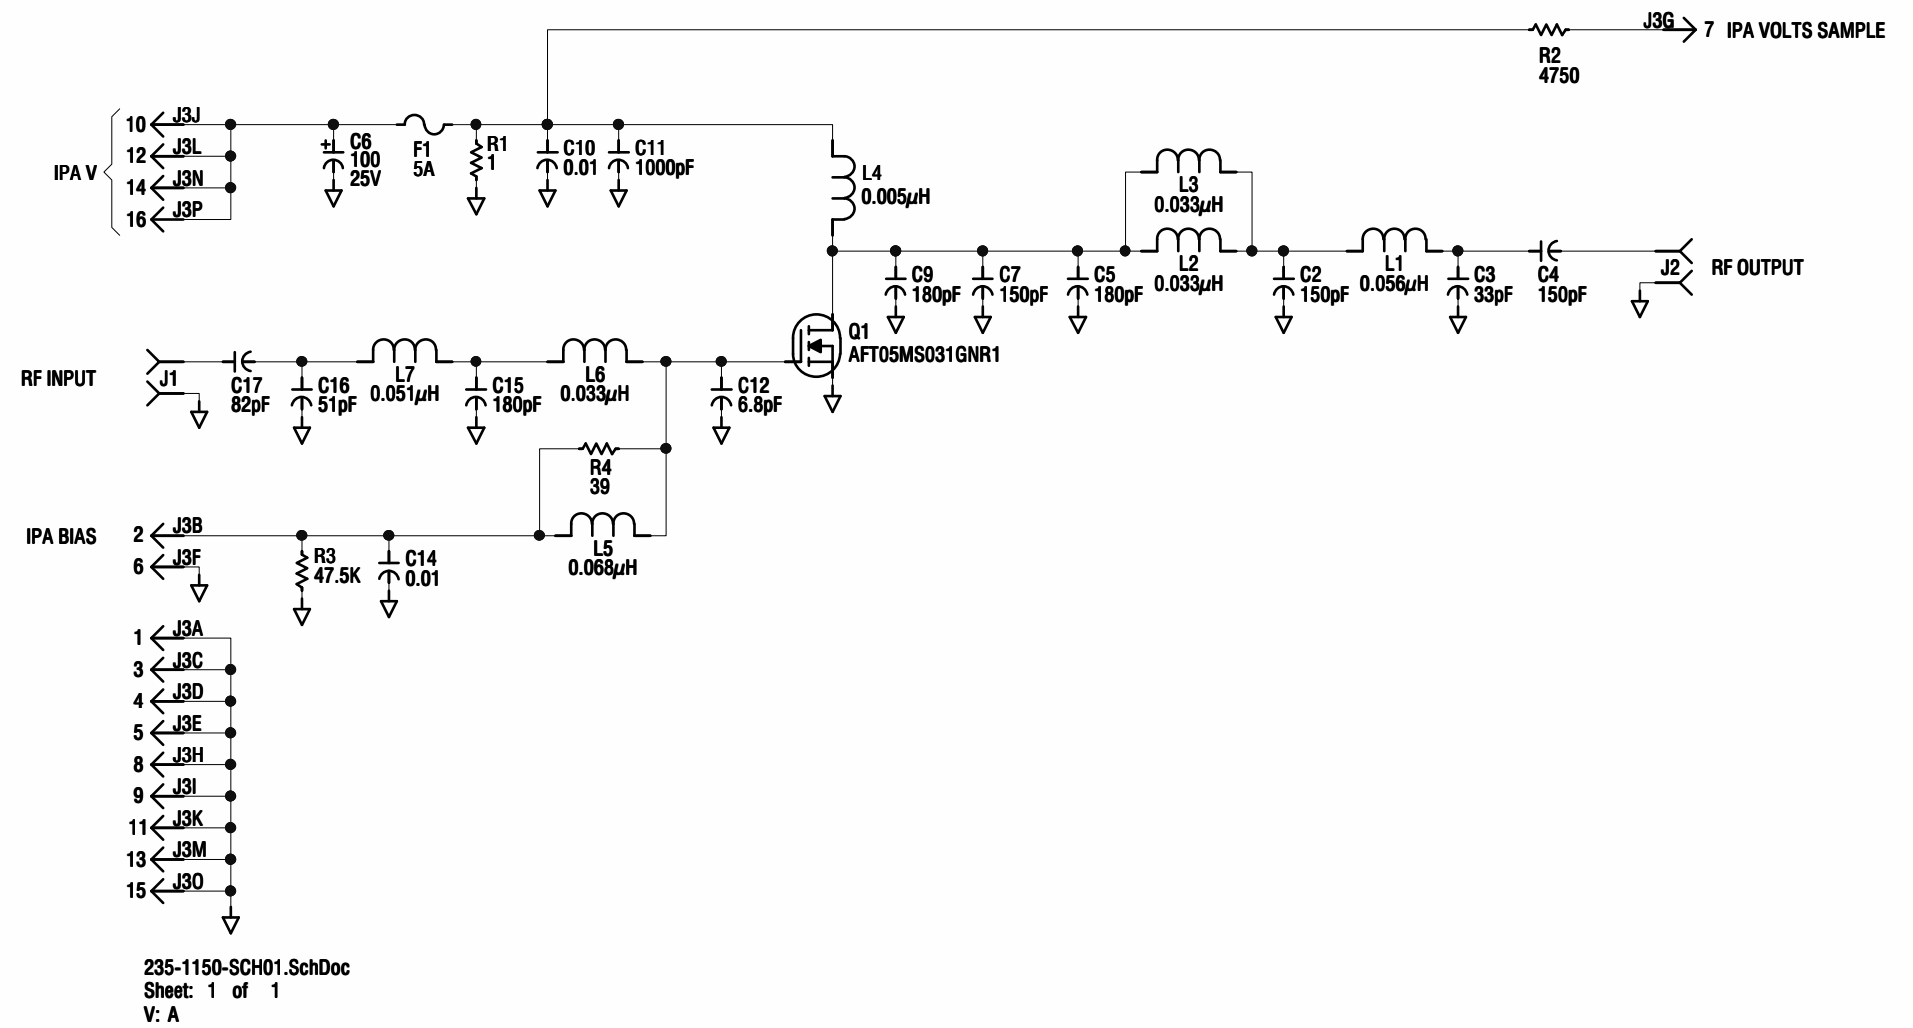 J3G
7 IPA VOLTS SAMPLE
R2
4750
IPA V
10 J3J
12 J3L
14 J3N
16 J3P
+
C6
100
25V
F1
5A
R1
1
C10
0.01
C11
1000pF
L4
0.005µH
L3
0.033µH
L2
0.033µH
C9
180pF
C7
150pF
C5
180pF
C2
150pF
L1
0.056µH
C3
33pF
C4
150pF
J2
RF OUTPUT
Q1
AFT05MS031GNR1
RF INPUT
J1
C17
82pF
C16
51pF
L7
0.051µH
C15
180pF
L6
0.033µH
C12
6.8pF
R4
39
L5
0.068µH
IPA BIAS
2 J3B
6 J3F
R3
47.5K
C14
0.01
1 J3A
3 J3C
4 J3D
5 J3E
8 J3H
9 J3I
11 J3K
13 J3M
15 J3O
235-1150-SCH01.SchDoc
Sheet: 1 of 1
V: A